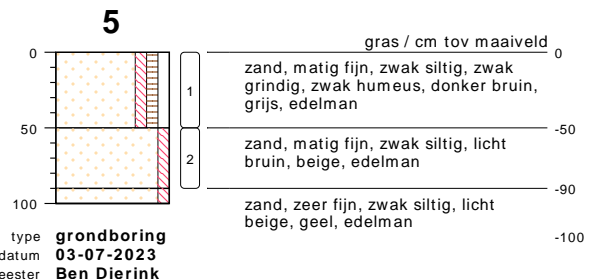 5
gras / cm tov maaiveld
0
0
zand, matig fijn, zwak siltig, zwak
grindig, zwak humeus, donker bruin,
grijs, edelman
1
50
-50
zand, matig fijn, zwak siltig, licht
bruin, beige, edelman
2
-90
zand, zeer fijn, zwak siltig, licht
beige, geel, edelman
100
-100
type grondboring
datum 03-07-2023
eester Ben Dierink